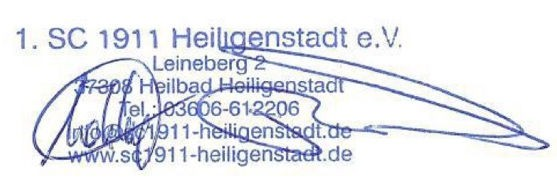 1. SC 1911 Heiligenstadt e.V.
Leineberg 2
37308 Heilbad Heiligenstadt
Tel.: 03606-612206
info@sc1911-heiligenstadt.de
www.sc1911-heiligenstadt.de